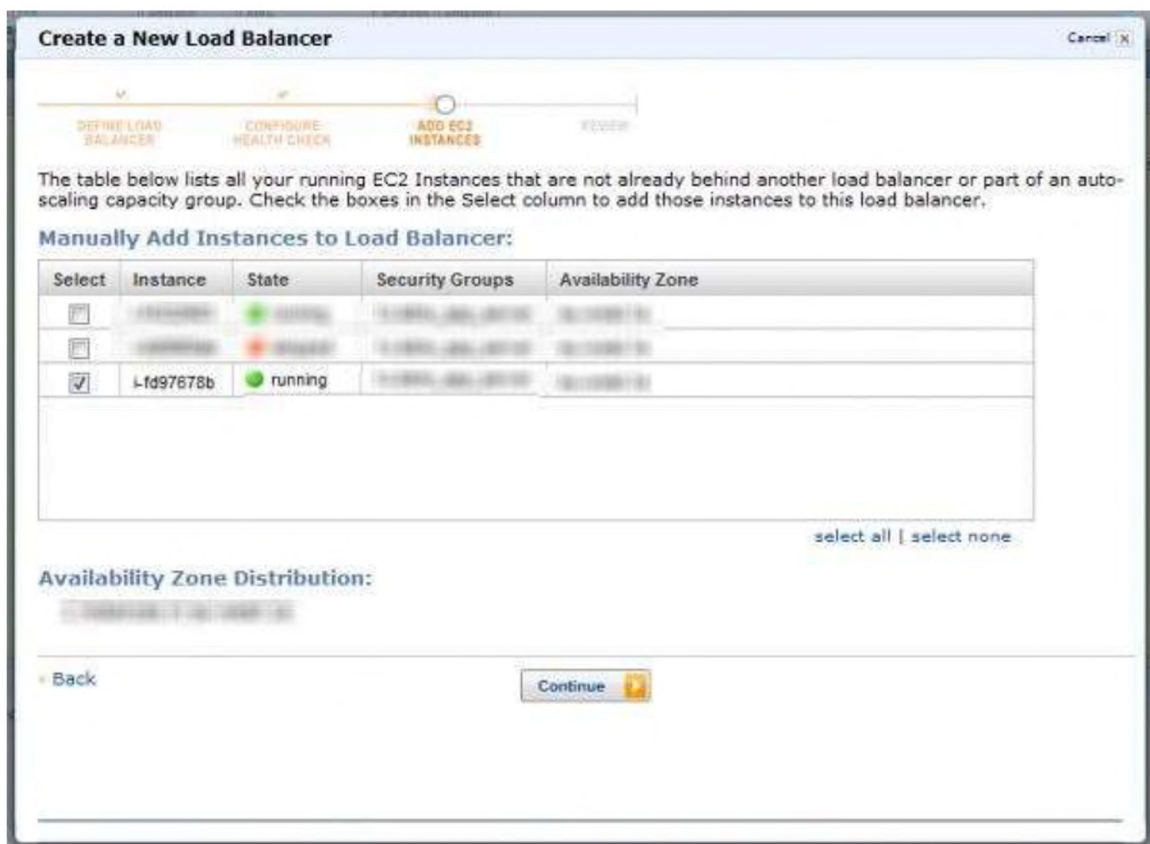 Create a New Load Balancer
Cancel x
DEFINE LOAD
BALANCER
CONFIGURE
HEALTH CHECK
ADD EC2
INSTANCES
REVIEW
The table below lists all your running EC2 Instances that are not already behind another load balancer or part of an auto-
scaling capacity group. Check the boxes in the Select column to add those instances to this load balancer.
Manually Add Instances to Load Balancer:
Select Instance State Security Groups Availability Zone
i-fd97678b running
select all | select none
Availability Zone Distribution:
Back
Continue